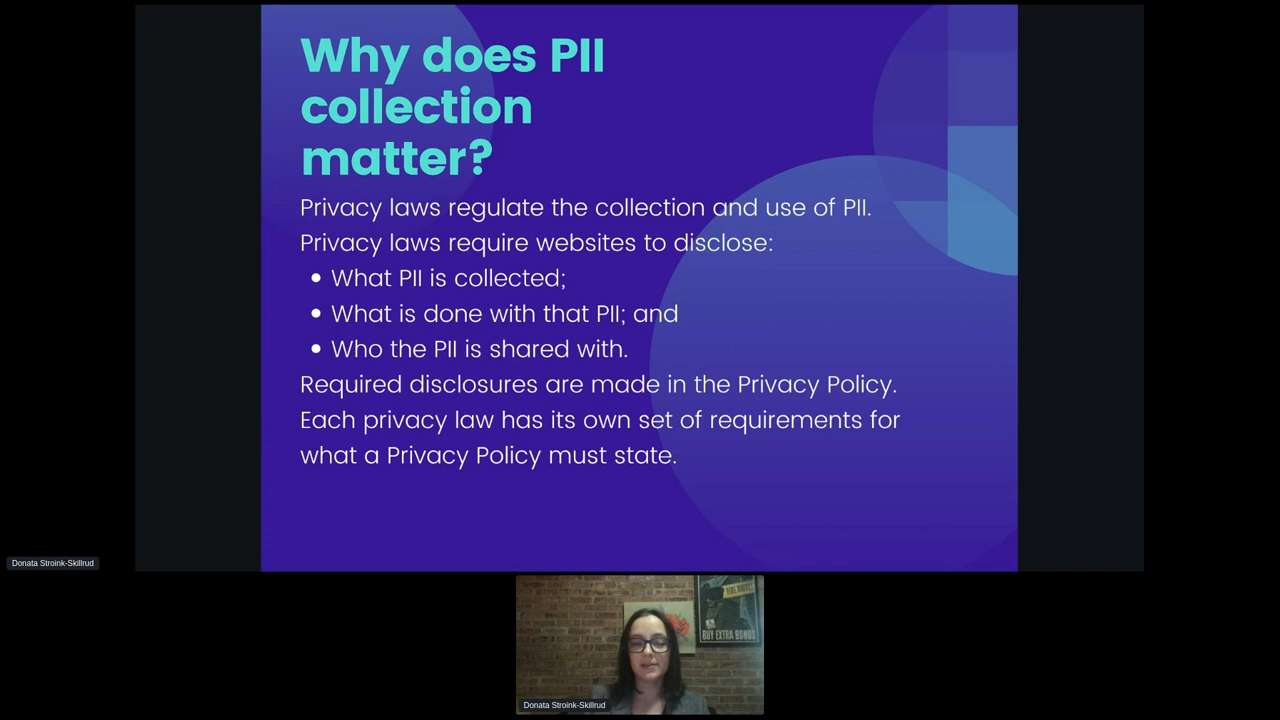 Why does PII
collection
matter?
Privacy laws regulate the collection and use of PII.
Privacy laws require websites to disclose:
• What PII is collected;
• What is done with that PII; and
• Who the PII is shared with.
Required disclosures are made in the Privacy Policy.
Each privacy law has its own set of requirements for
what a Privacy Policy must state.
Donata Stroink-Skillrud
BUY EXTRA BONDS
Donata Stroink-Skillrud